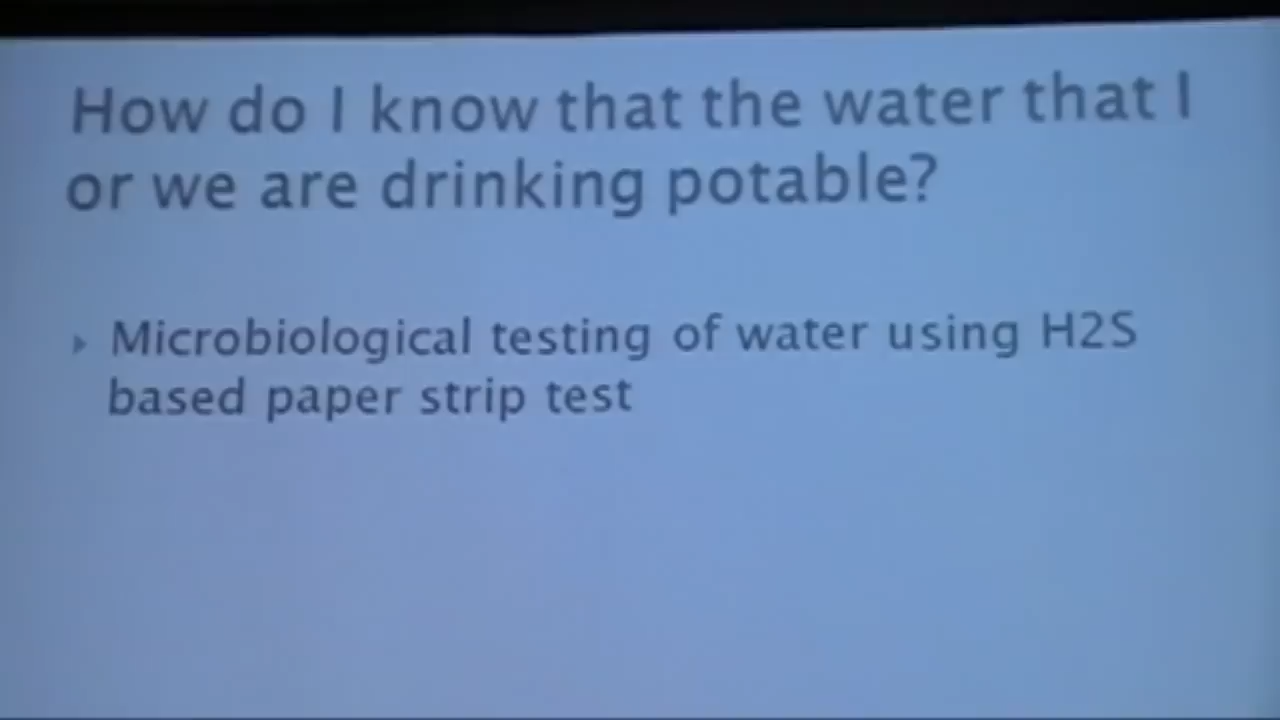 How do I know that the water that I
or we are drinking potable?
Microbiological testing of water using H2S
based paper strip test